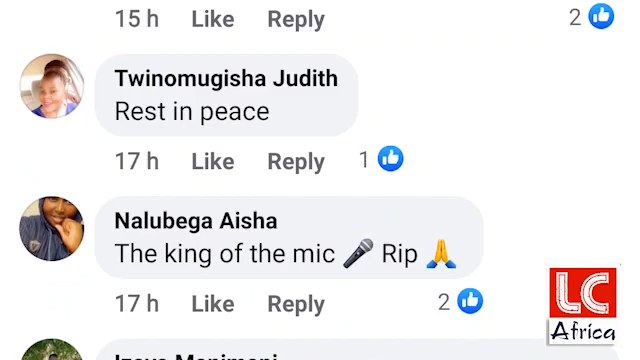 15 h Like Reply 2
Twinomugisha Judith
Rest in peace
17 h Like Reply 1
Nalubega Aisha
The king of the mic 🎤 Rip 🙏
17 h Like Reply 2
LC
Africa